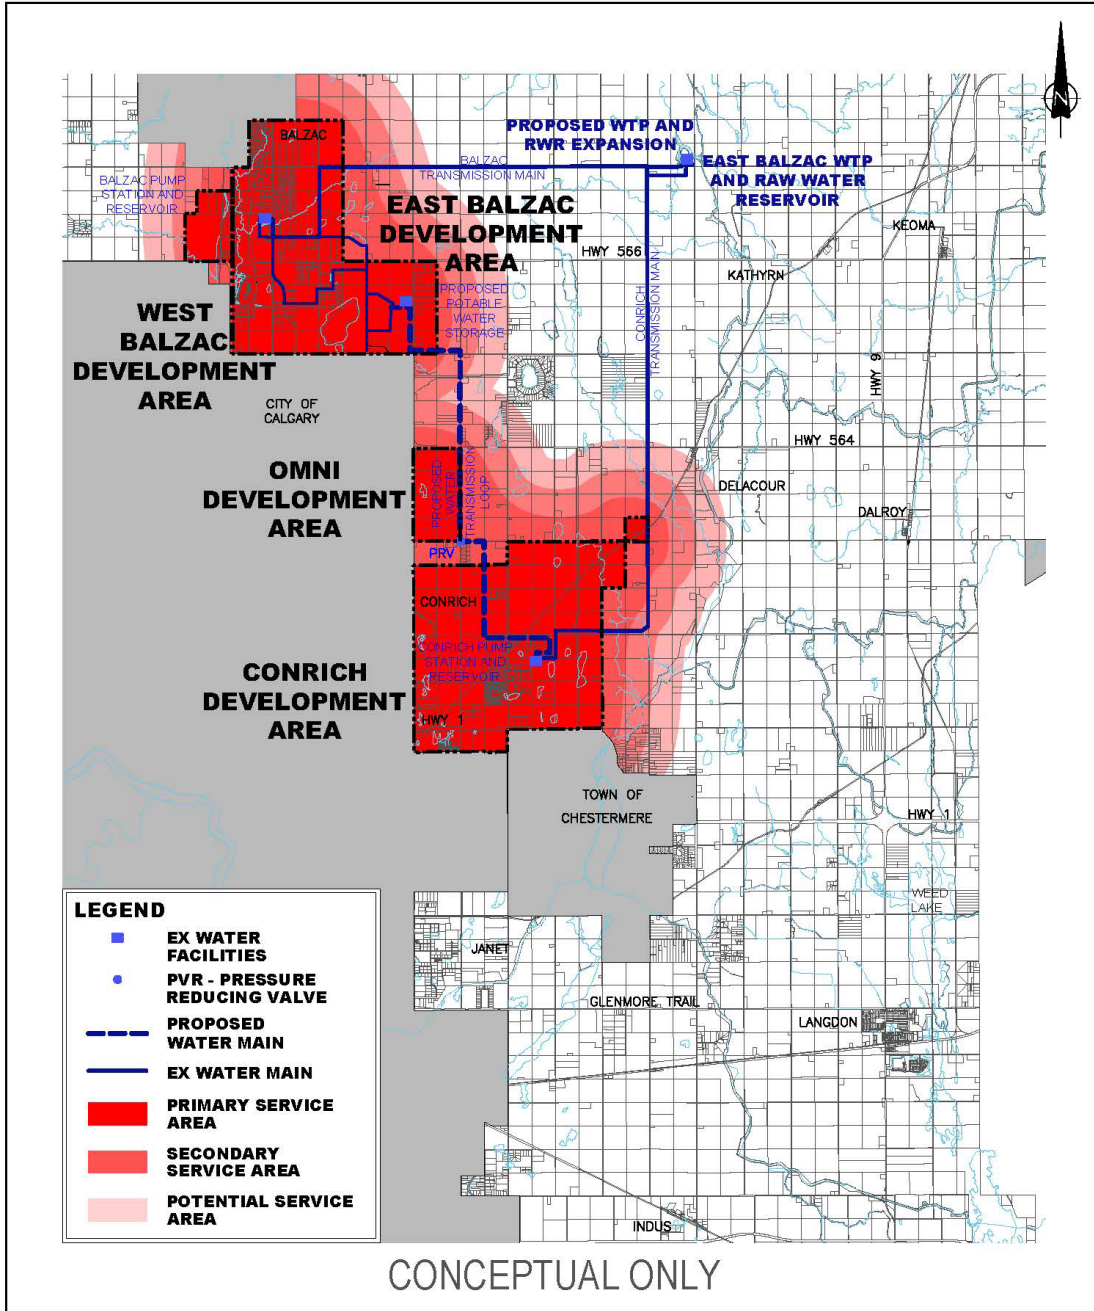 N
BALZAC
PROPOSED WTP AND
RWR EXPANSION
BALZAC
TRANSMISSION MAIN
EAST BALZAC WTP
AND RAW WATER
RESERVOIR
BALZAC PUMP
STATION AND
RESERVOIR
EAST BALZAC
DEVELOPMENT
AREA
HWY 566
KEOMA
KATHYRN
CONRICH
TRANSMISSION MAIN
PROPOSED
POTABLE
WATER
STORAGE
WEST
BALZAC
DEVELOPMENT
AREA
HWY 9
CITY OF
CALGARY
HWY 564
OMNI
DEVELOPMENT
AREA
PROPOSED
WATER
TRANSMISSION
LOOP
DELACOUR
DALROY
PRV
CONRICH
CONRICH PUMP
STATION AND
RESERVOIR
CONRICH
DEVELOPMENT
AREA
HWY 1
TOWN OF
CHESTERMERE
HWY 1
WEED
LAKE
JANET
GLENMORE TRAIL
LANGDON
INDUS
LEGEND
EX WATER
FACILITIES
PVR - PRESSURE
REDUCING VALVE
PROPOSED
WATER MAIN
EX WATER MAIN
PRIMARY SERVICE
AREA
SECONDARY
SERVICE AREA
POTENTIAL SERVICE
AREA
CONCEPTUAL ONLY